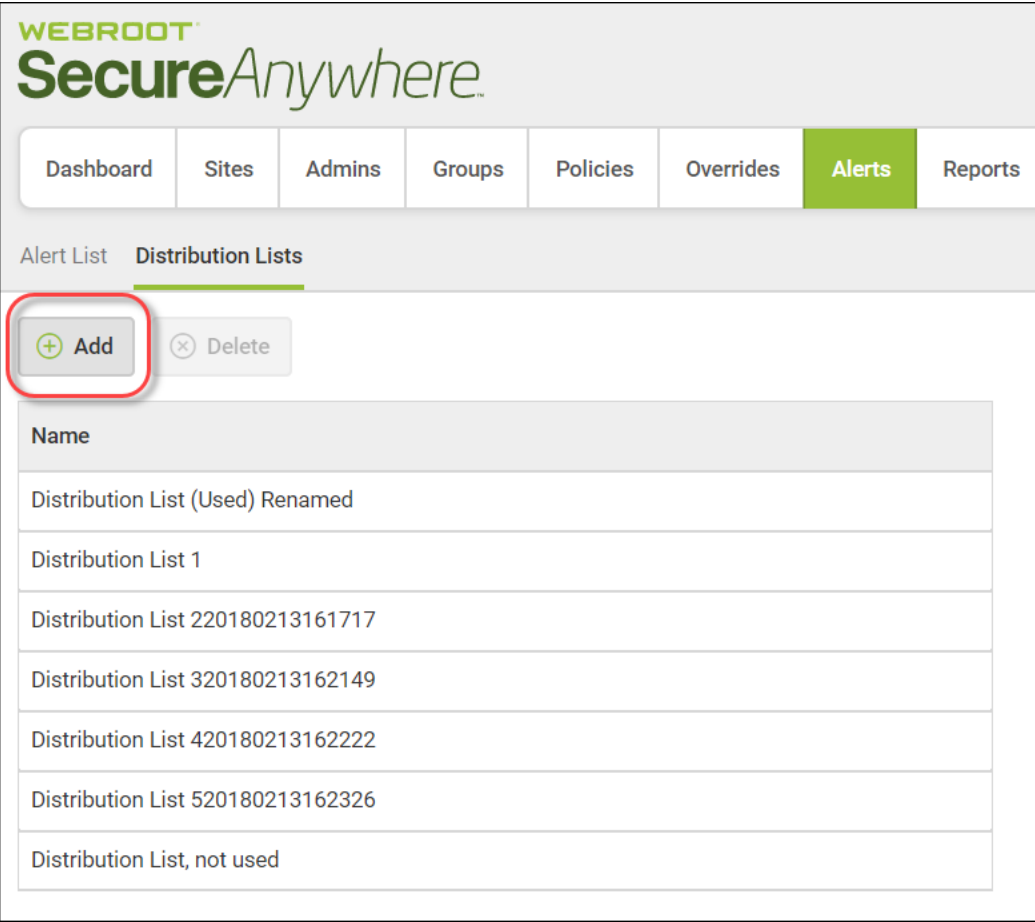 WEBROOT®
SecureAnywhere™
Dashboard Sites Admins Groups Policies Overrides Alerts Reports
Alert List Distribution Lists
Add Delete
Name
Distribution List (Used) Renamed
Distribution List 1
Distribution List 220180213161717
Distribution List 320180213162149
Distribution List 420180213162222
Distribution List 520180213162326
Distribution List, not used